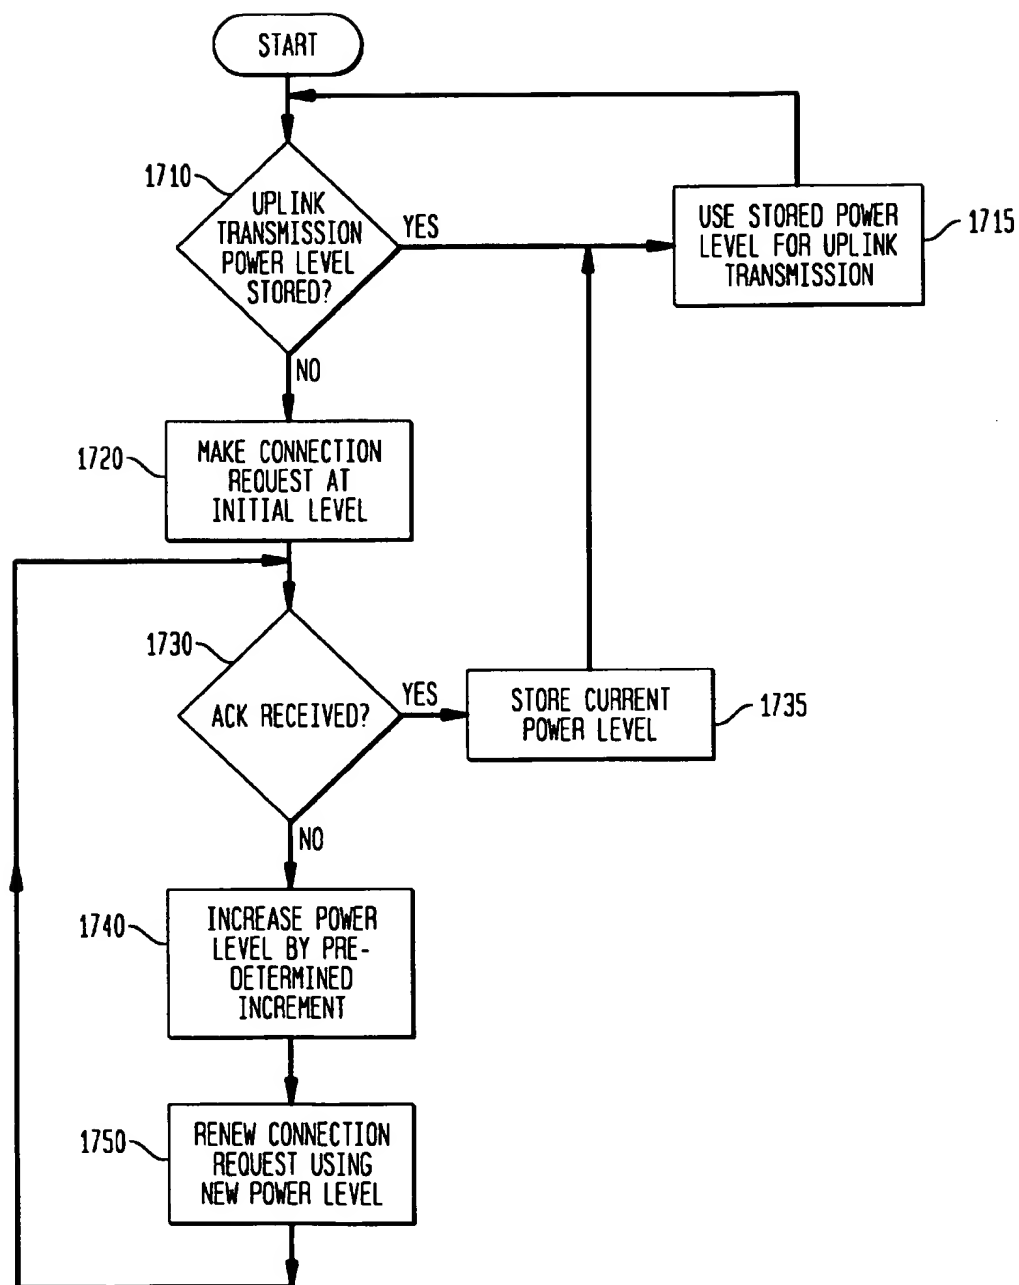 START
1710
UPLINK
TRANSMISSION
POWER LEVEL
STORED?
YES
USE STORED POWER
LEVEL FOR UPLINK
TRANSMISSION
1715
NO
1720
MAKE CONNECTION
REQUEST AT
INITIAL LEVEL
1730
ACK RECEIVED?
YES
STORE CURRENT
POWER LEVEL
1735
NO
1740
INCREASE POWER
LEVEL BY PRE-
DETERMINED
INCREMENT
1750
RENEW CONNECTION
REQUEST USING
NEW POWER LEVEL